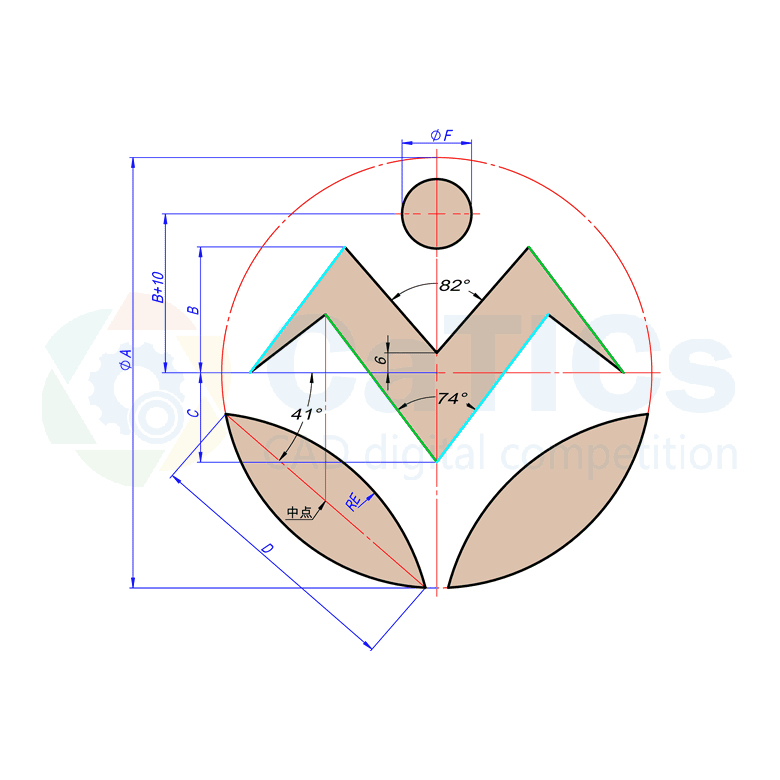 ΦF
B+10
B
82°
ΦA
6
CaTICs
C
41°
74°
CAD digital competition
中点
RE
D